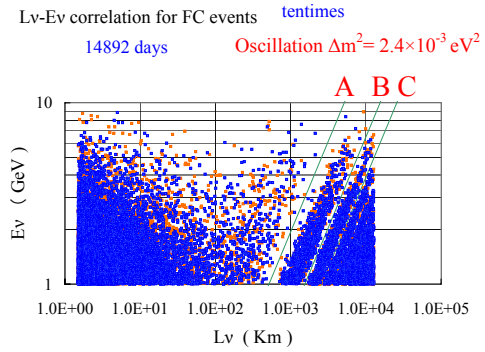 Lν-Eν correlation for FC events tentimes
14892 days Oscillation Δm²= 2.4×10⁻³ eV²
A B C
10
Eν ( GeV )
1
1.0E+00 1.0E+01 1.0E+02 1.0E+03 1.0E+04 1.0E+05
Lν ( Km )